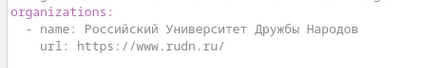 organizations:
  - name: Российский Университет Дружбы Народов
    url: https://www.rudn.ru/